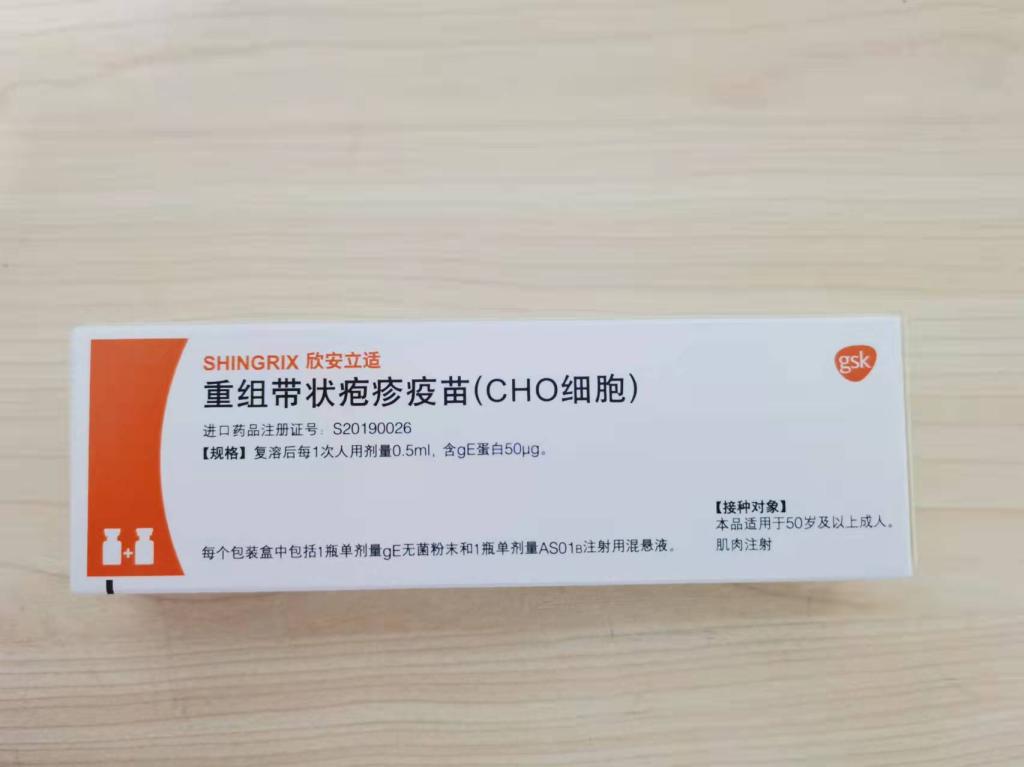 SHINGRIX 欣安立适
gsk
重组带状疱疹疫苗(CHO细胞)
进口药品注册证号: S20190026
【规格】复溶后每1次人用剂量0.5ml, 含gE蛋白50μg。
【接种对象】
本品适用于50岁及以上成人。
肌肉注射
每个包装盒中包括1瓶单剂量gE无菌粉末和1瓶单剂量AS01B注射用混悬液。